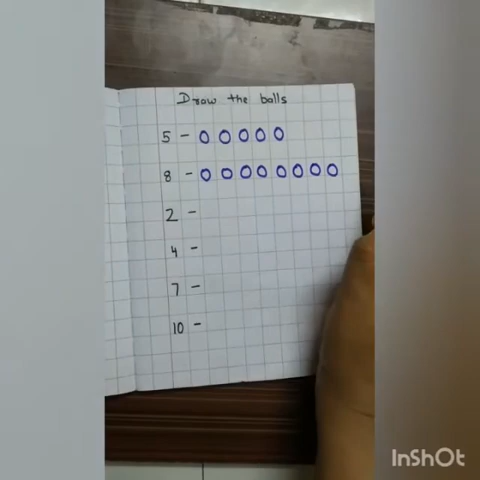 Draw the balls
5 - O O O O O
8 - O O O O O O O O
2 -
4 -
7 -
10 -
InShOt